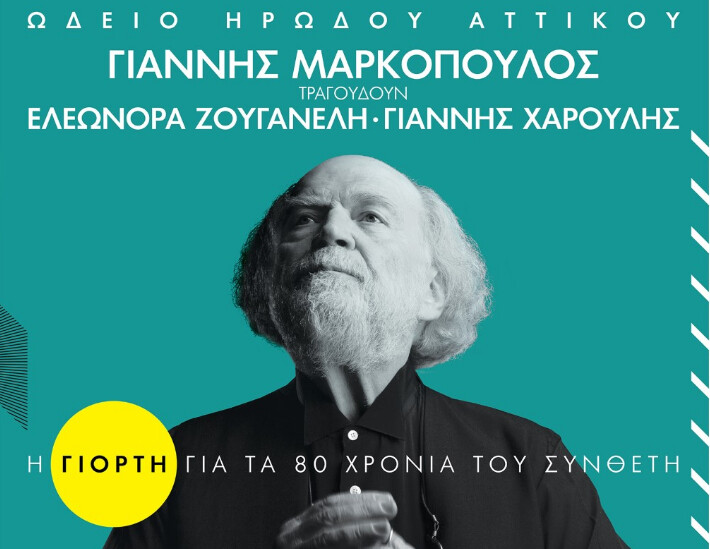 ΩΔΕΙΟ ΗΡΩΔΟΥ ΑΤΤΙΚΟΥ
ΓΙΑΝΝΗΣ ΜΑΡΚΟΠΟΥΛΟΣ
ΤΡΑΓΟΥΔΟΥΝ
ΕΛΕΩΝΟΡΑ ΖΟΥΓΑΝΕΛΗ · ΓΙΑΝΝΗΣ ΧΑΡΟΥΛΗΣ
Η ΓΙΟΡΤΗ ΓΙΑ ΤΑ 80 ΧΡΟΝΙΑ ΤΟΥ ΣΥΝΘΕΤΗ